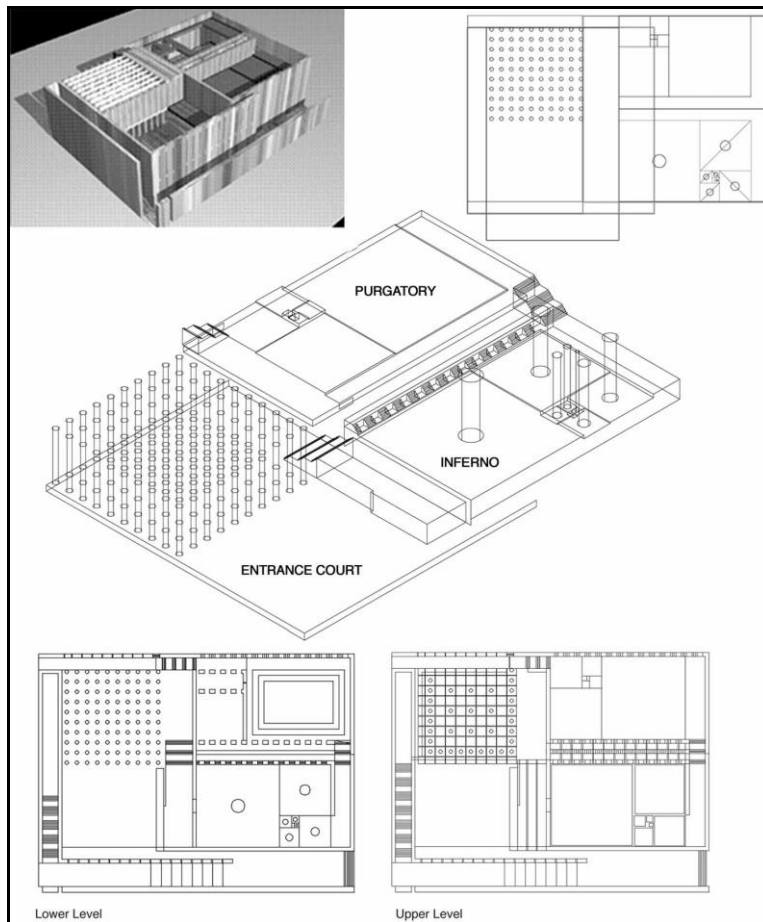 PURGATORY
INFERNO
ENTRANCE COURT
Lower Level
Upper Level